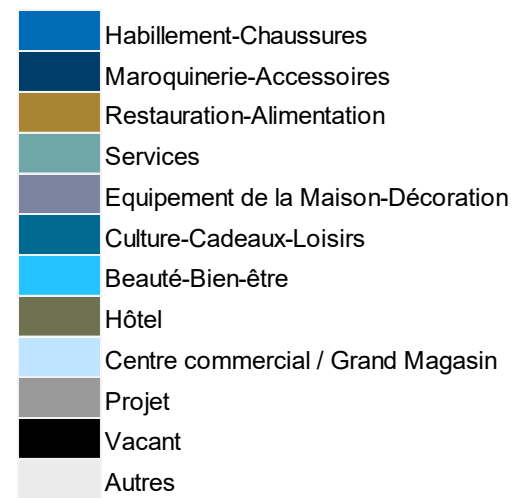 Habillement-Chaussures
Maroquinerie-Accessoires
Restauration-Alimentation
Services
Equipement de la Maison-Décoration
Culture-Cadeaux-Loisirs
Beauté-Bien-être
Hôtel
Centre commercial / Grand Magasin
Projet
Vacant
Autres